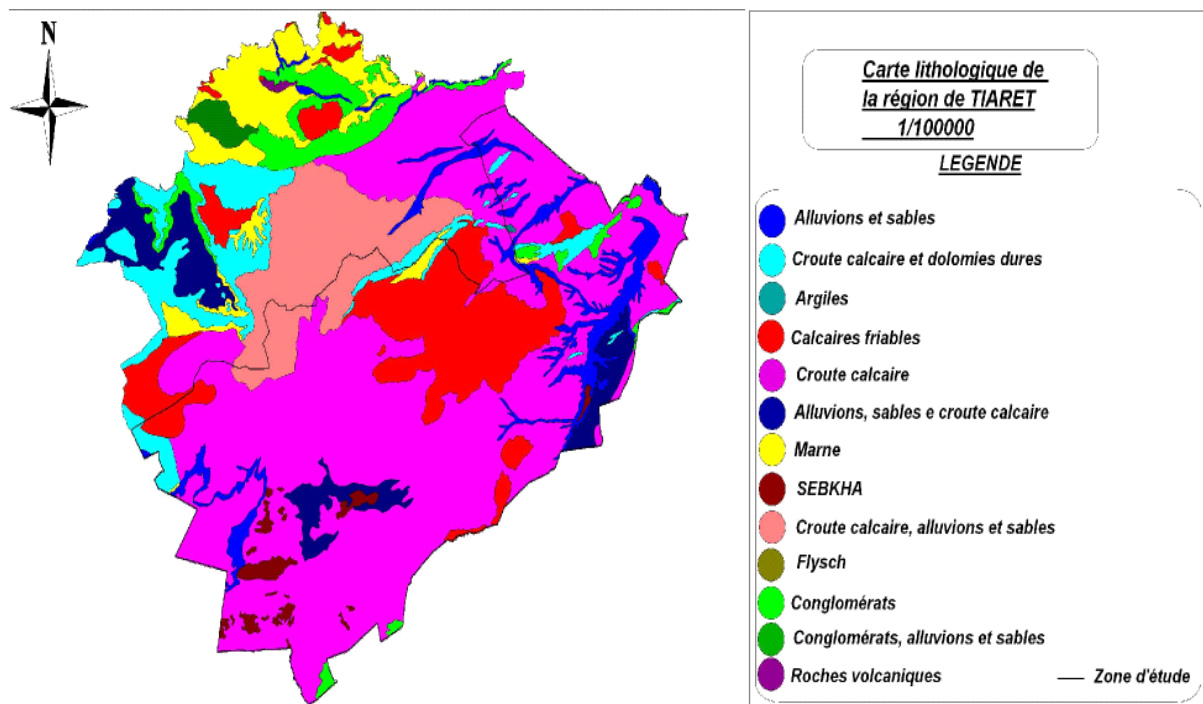 N
Carte lithologique de
la région de TIARET
1/100000
LEGENDE
Alluvions et sables
Croute calcaire et dolomies dures
Argiles
Calcaires friables
Croute calcaire
Alluvions, sables e croute calcaire
Marne
SEBKHA
Croute calcaire, alluvions et sables
Flysch
Conglomérats
Conglomérats, alluvions et sables
Roches volcaniques
Zone d'étude